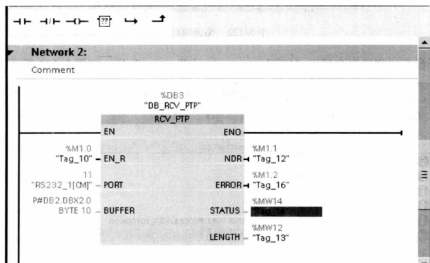 ??
Network 2:
Comment
%DB3
"DB_RCV_PTP"
RCV_PTP
EN ENO
%M1.0 %M1.1
"Tag_10" EN_R NDR "Tag_12"
11 %M1.2
"RS232_1[CM]" PORT ERROR "Tag_16"
P#DB2.DBX2.0 %MW14
BYTE 10 BUFFER STATUS
%MW12
LENGTH "Tag_13"